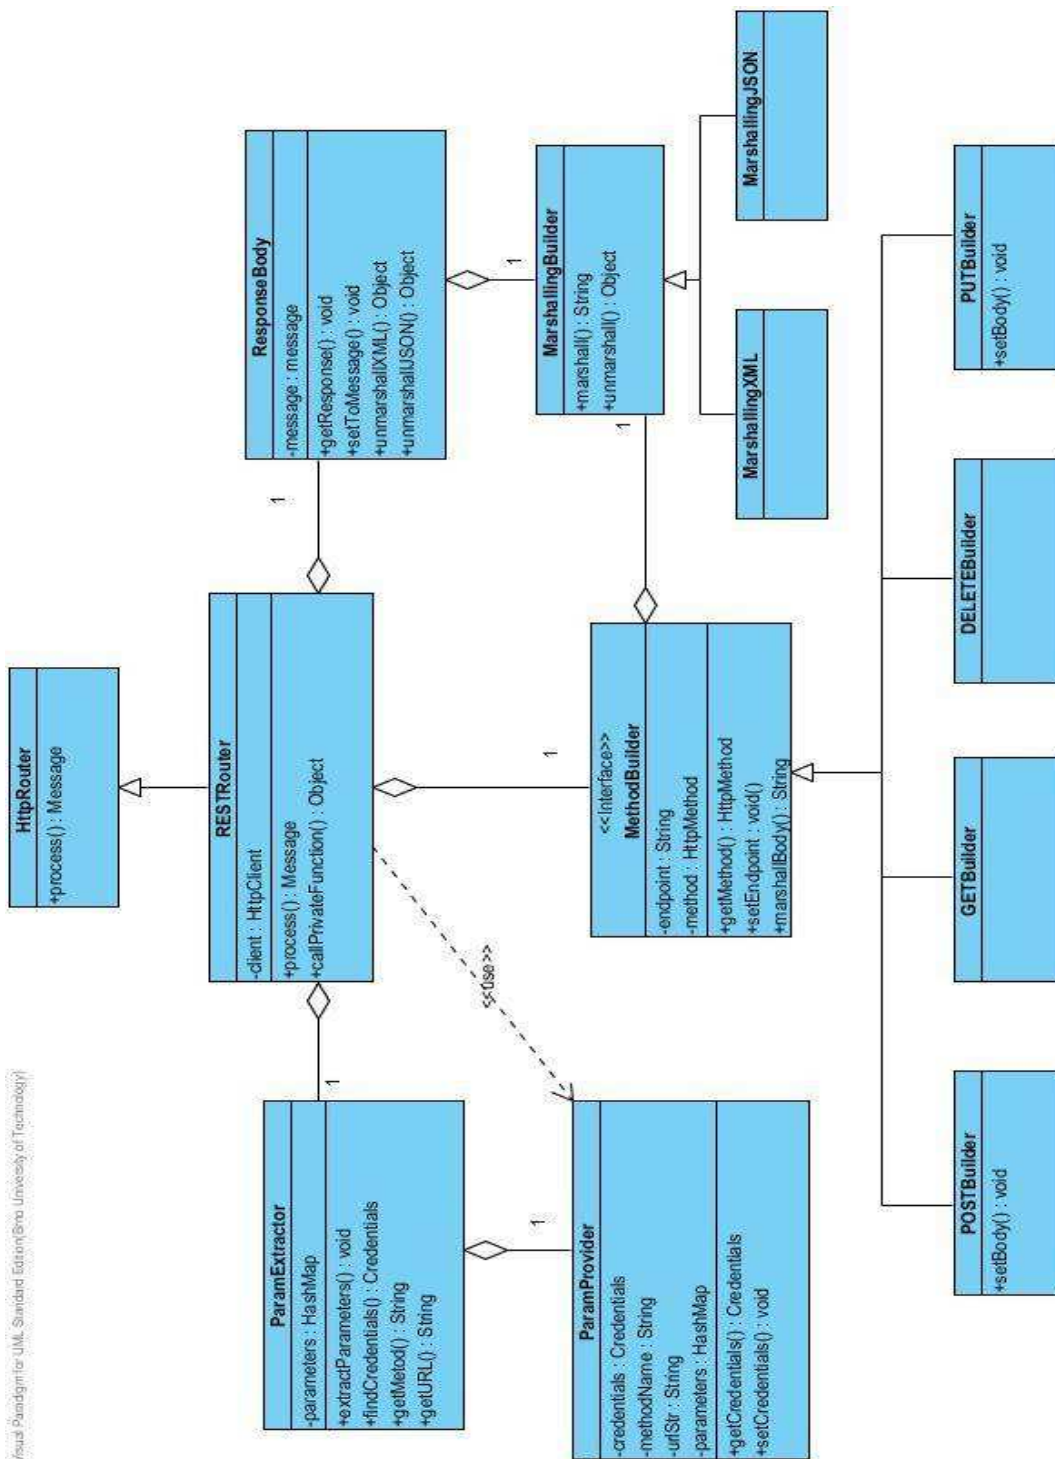 Visual Paradigm for UML Standard Edition(Brno University of Technology)
HttpRouter
+process() : Message
RESTRouter
-client : HttpClient
+process() : Message
+callPrivateFunction() : Object
ParamExtractor
-parameters : HashMap
+extractParameters() : void
+findCredentials() : Credentials
+getMetod() : String
+getURL() : String
1
ResponseBody
-message : message
+getResponse() : void
+setToMessage() : void
+unmarshallXML() : Object
+unmarshallJSON() : Object
1
<<use>>
1
1
1
ParamProvider
-credentials : Credentials
-methodName : String
-urlStr : String
-parameters : HashMap
+getCredentials() : Credentials
+setCredentials() : void
<<Interface>>
MethodBuilder
-endpoint : String
-method : HttpMethod
+getMethod() : HttpMethod
+setEndpoint : void()
+marshallBody() : String
MarshallingBuilder
+marshall() : String
+unmarshall() : Object
1
MarshallingXML
MarshallingJSON
POSTBuilder
+setBody() : void
GETBuilder
DELETEBuilder
PUTBuilder
+setBody() : void